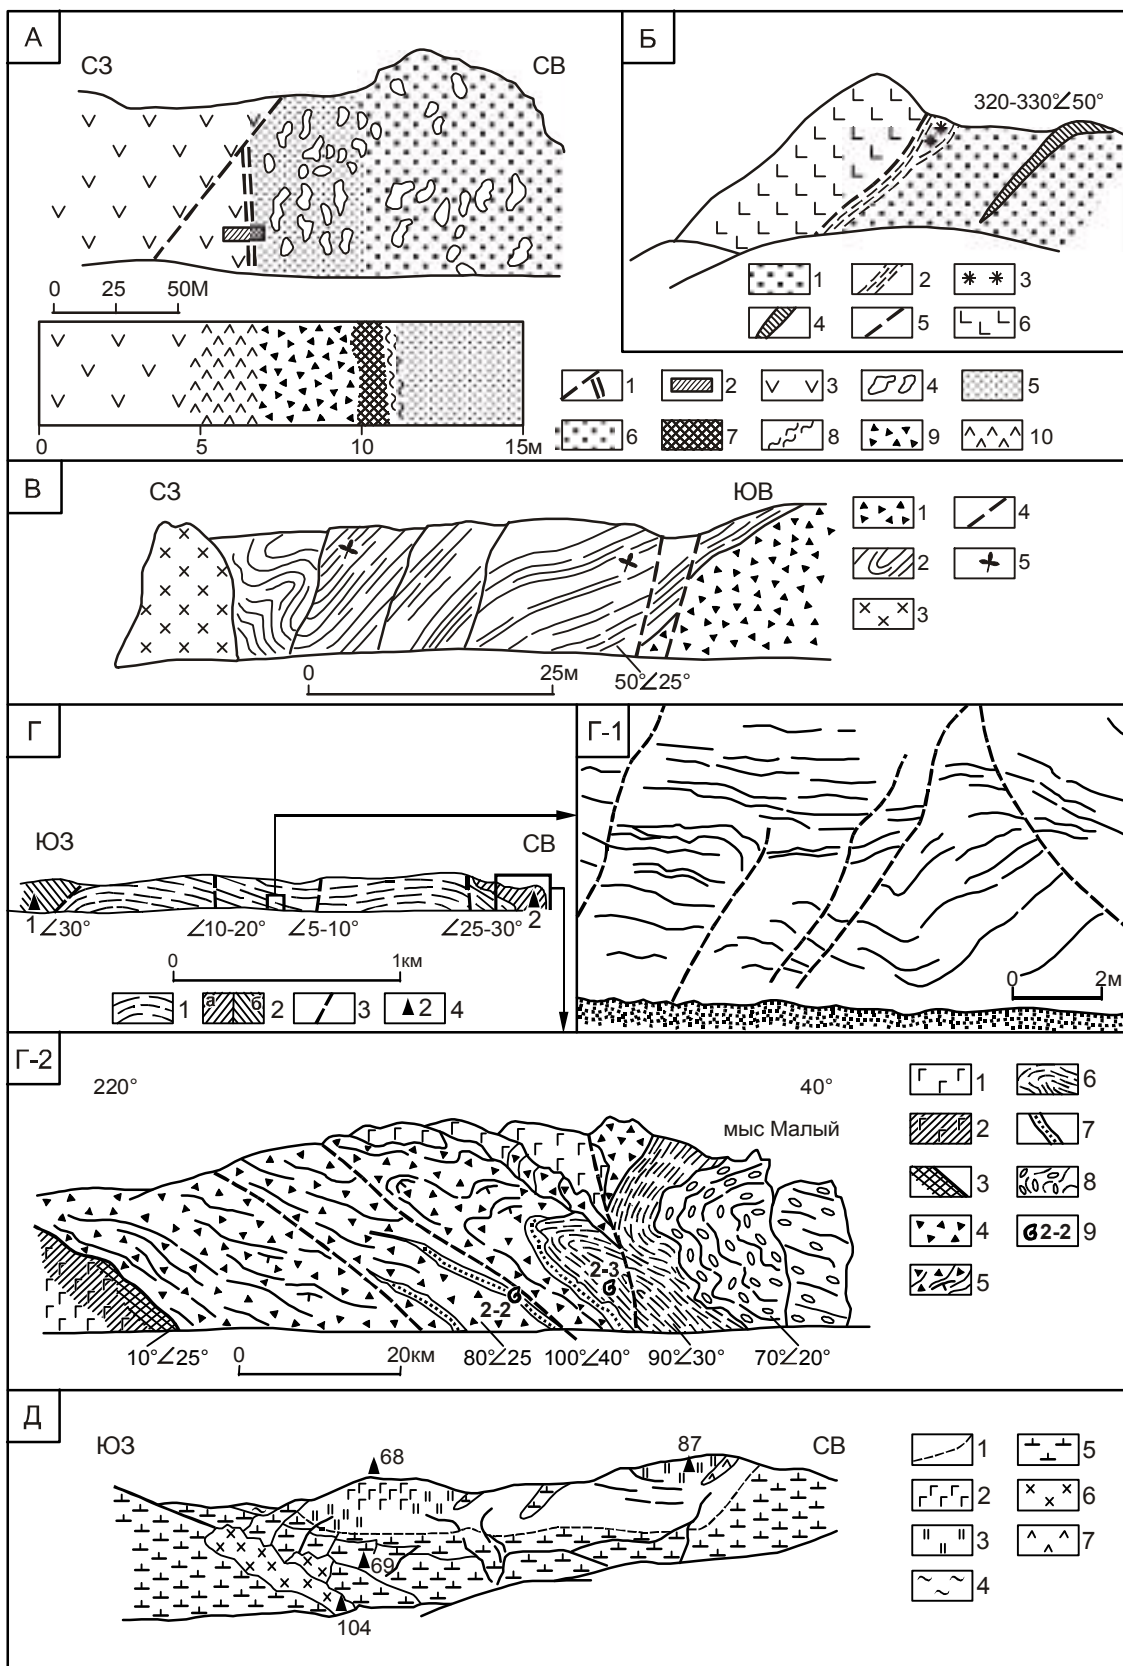 А
СЗ
СВ
0 25 50М
0 5 10 15м
1 2 3 4 5
6 7 8 9 10
Б
320-330°∠50°
1 2 3
4 5 6
В
СЗ
ЮВ
50°∠25°
0 25м
1 4
2 5
3
Г
ЮЗ
СВ
1 ∠30° ∠10-20° ∠5-10° ∠25-30° 2
0 1км
1 а б 2 3 2 4
Г-1
0 2м
Г-2
220°
40°
мыс Малый
2-3
2-2
10°∠25° 80∠25 100∠40° 90°∠30° 70∠20°
0 20км
1 6
2 7
3 8
4 2-2 9
5
Д
ЮЗ
СВ
68
87
69
104
1 5
2 6
3 7
4